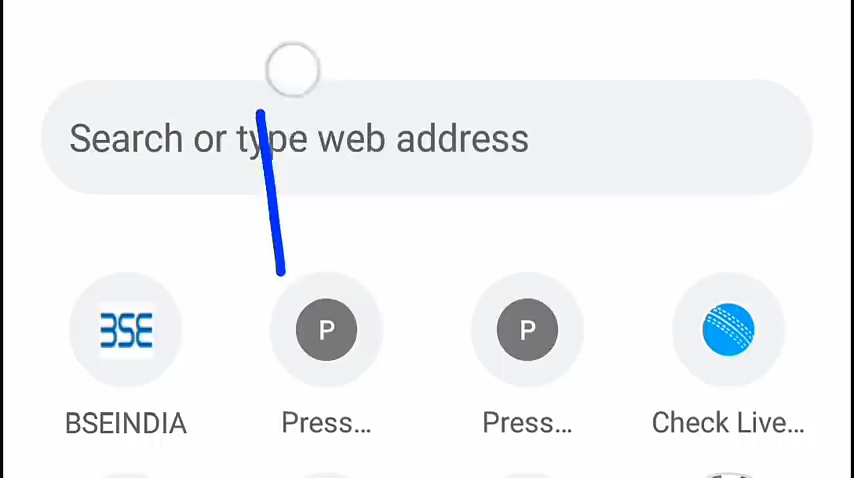 Search or type web address
BSE
P
P
BSEINDIA
Press...
Press...
Check Live...